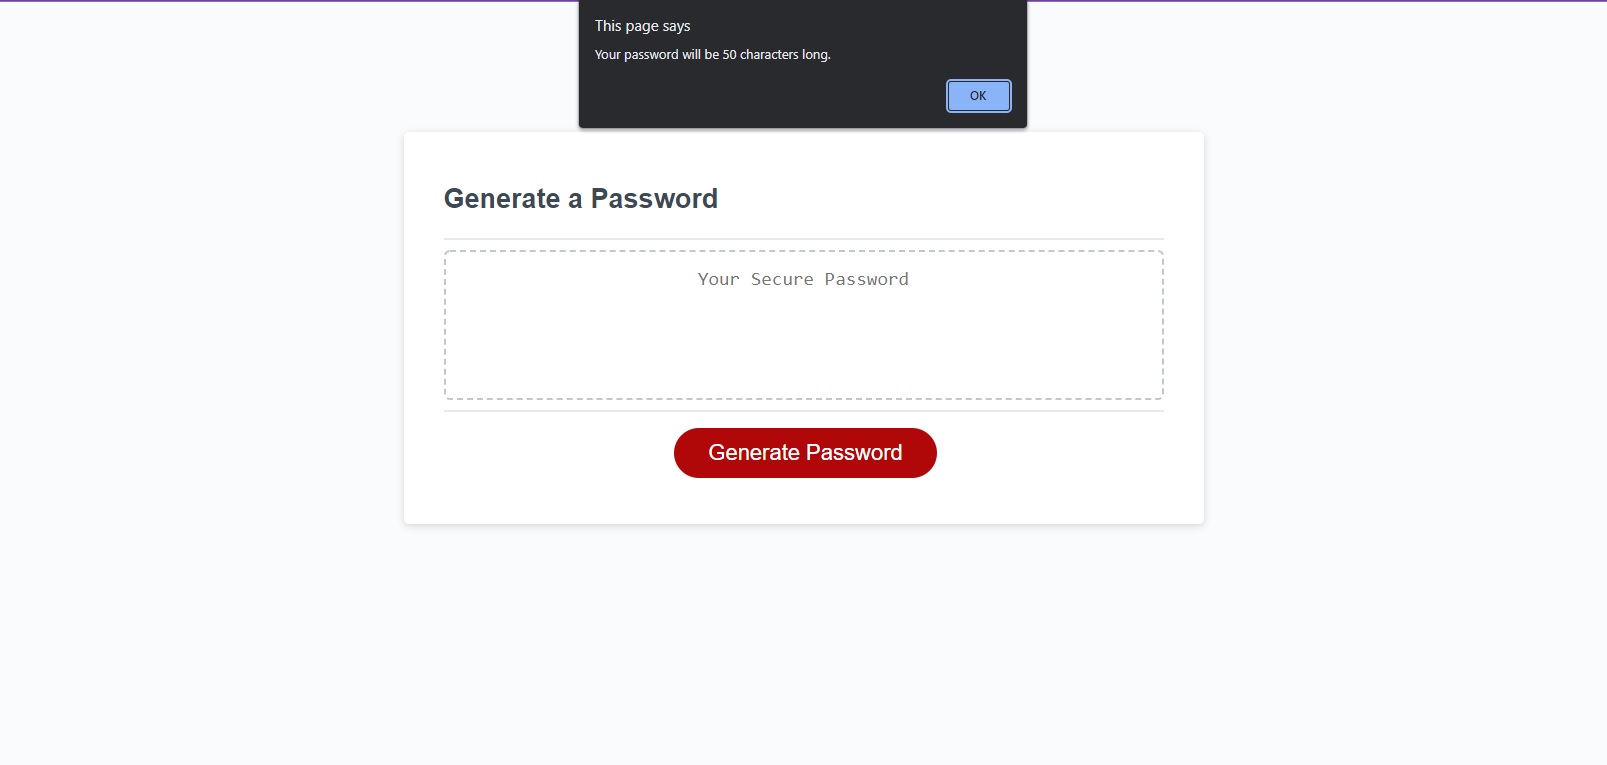 This page says
Your password will be 50 characters long.
OK
Generate a Password
Your Secure Password
Generate Password